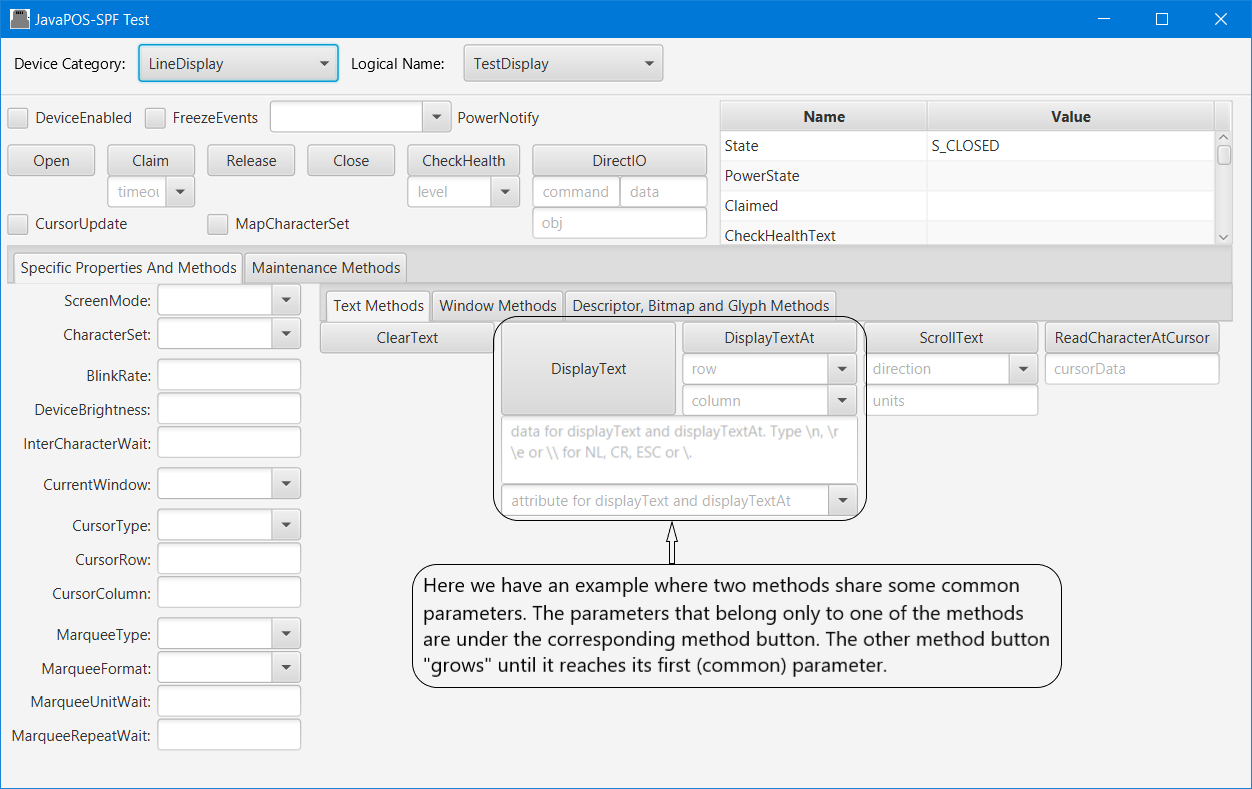 JavaPOS-SPF Test
Device Category: LineDisplay Logical Name: TestDisplay
DeviceEnabled FreezeEvents PowerNotify
Name Value
State S_CLOSED
PowerState
Claimed
CheckHealthText
Open Claim Release Close CheckHealth DirectIO
timeou level command data
obj
CursorUpdate MapCharacterSet
Specific Properties And Methods Maintenance Methods
ScreenMode:
CharacterSet:
BlinkRate:
DeviceBrightness:
InterCharacterWait:
CurrentWindow:
CursorType:
CursorRow:
CursorColumn:
MarqueeType:
MarqueeFormat:
MarqueeUnitWait:
MarqueeRepeatWait:
Text Methods Window Methods Descriptor, Bitmap and Glyph Methods
ClearText DisplayText DisplayTextAt ScrollText ReadCharacterAtCursor
row direction cursorData
column units
data for displayText and displayTextAt. Type \n, \r
\e or \\ for NL, CR, ESC or \.
attribute for displayText and displayTextAt
Here we have an example where two methods share some common
parameters. The parameters that belong only to one of the methods
are under the corresponding method button. The other method button
"grows" until it reaches its first (common) parameter.